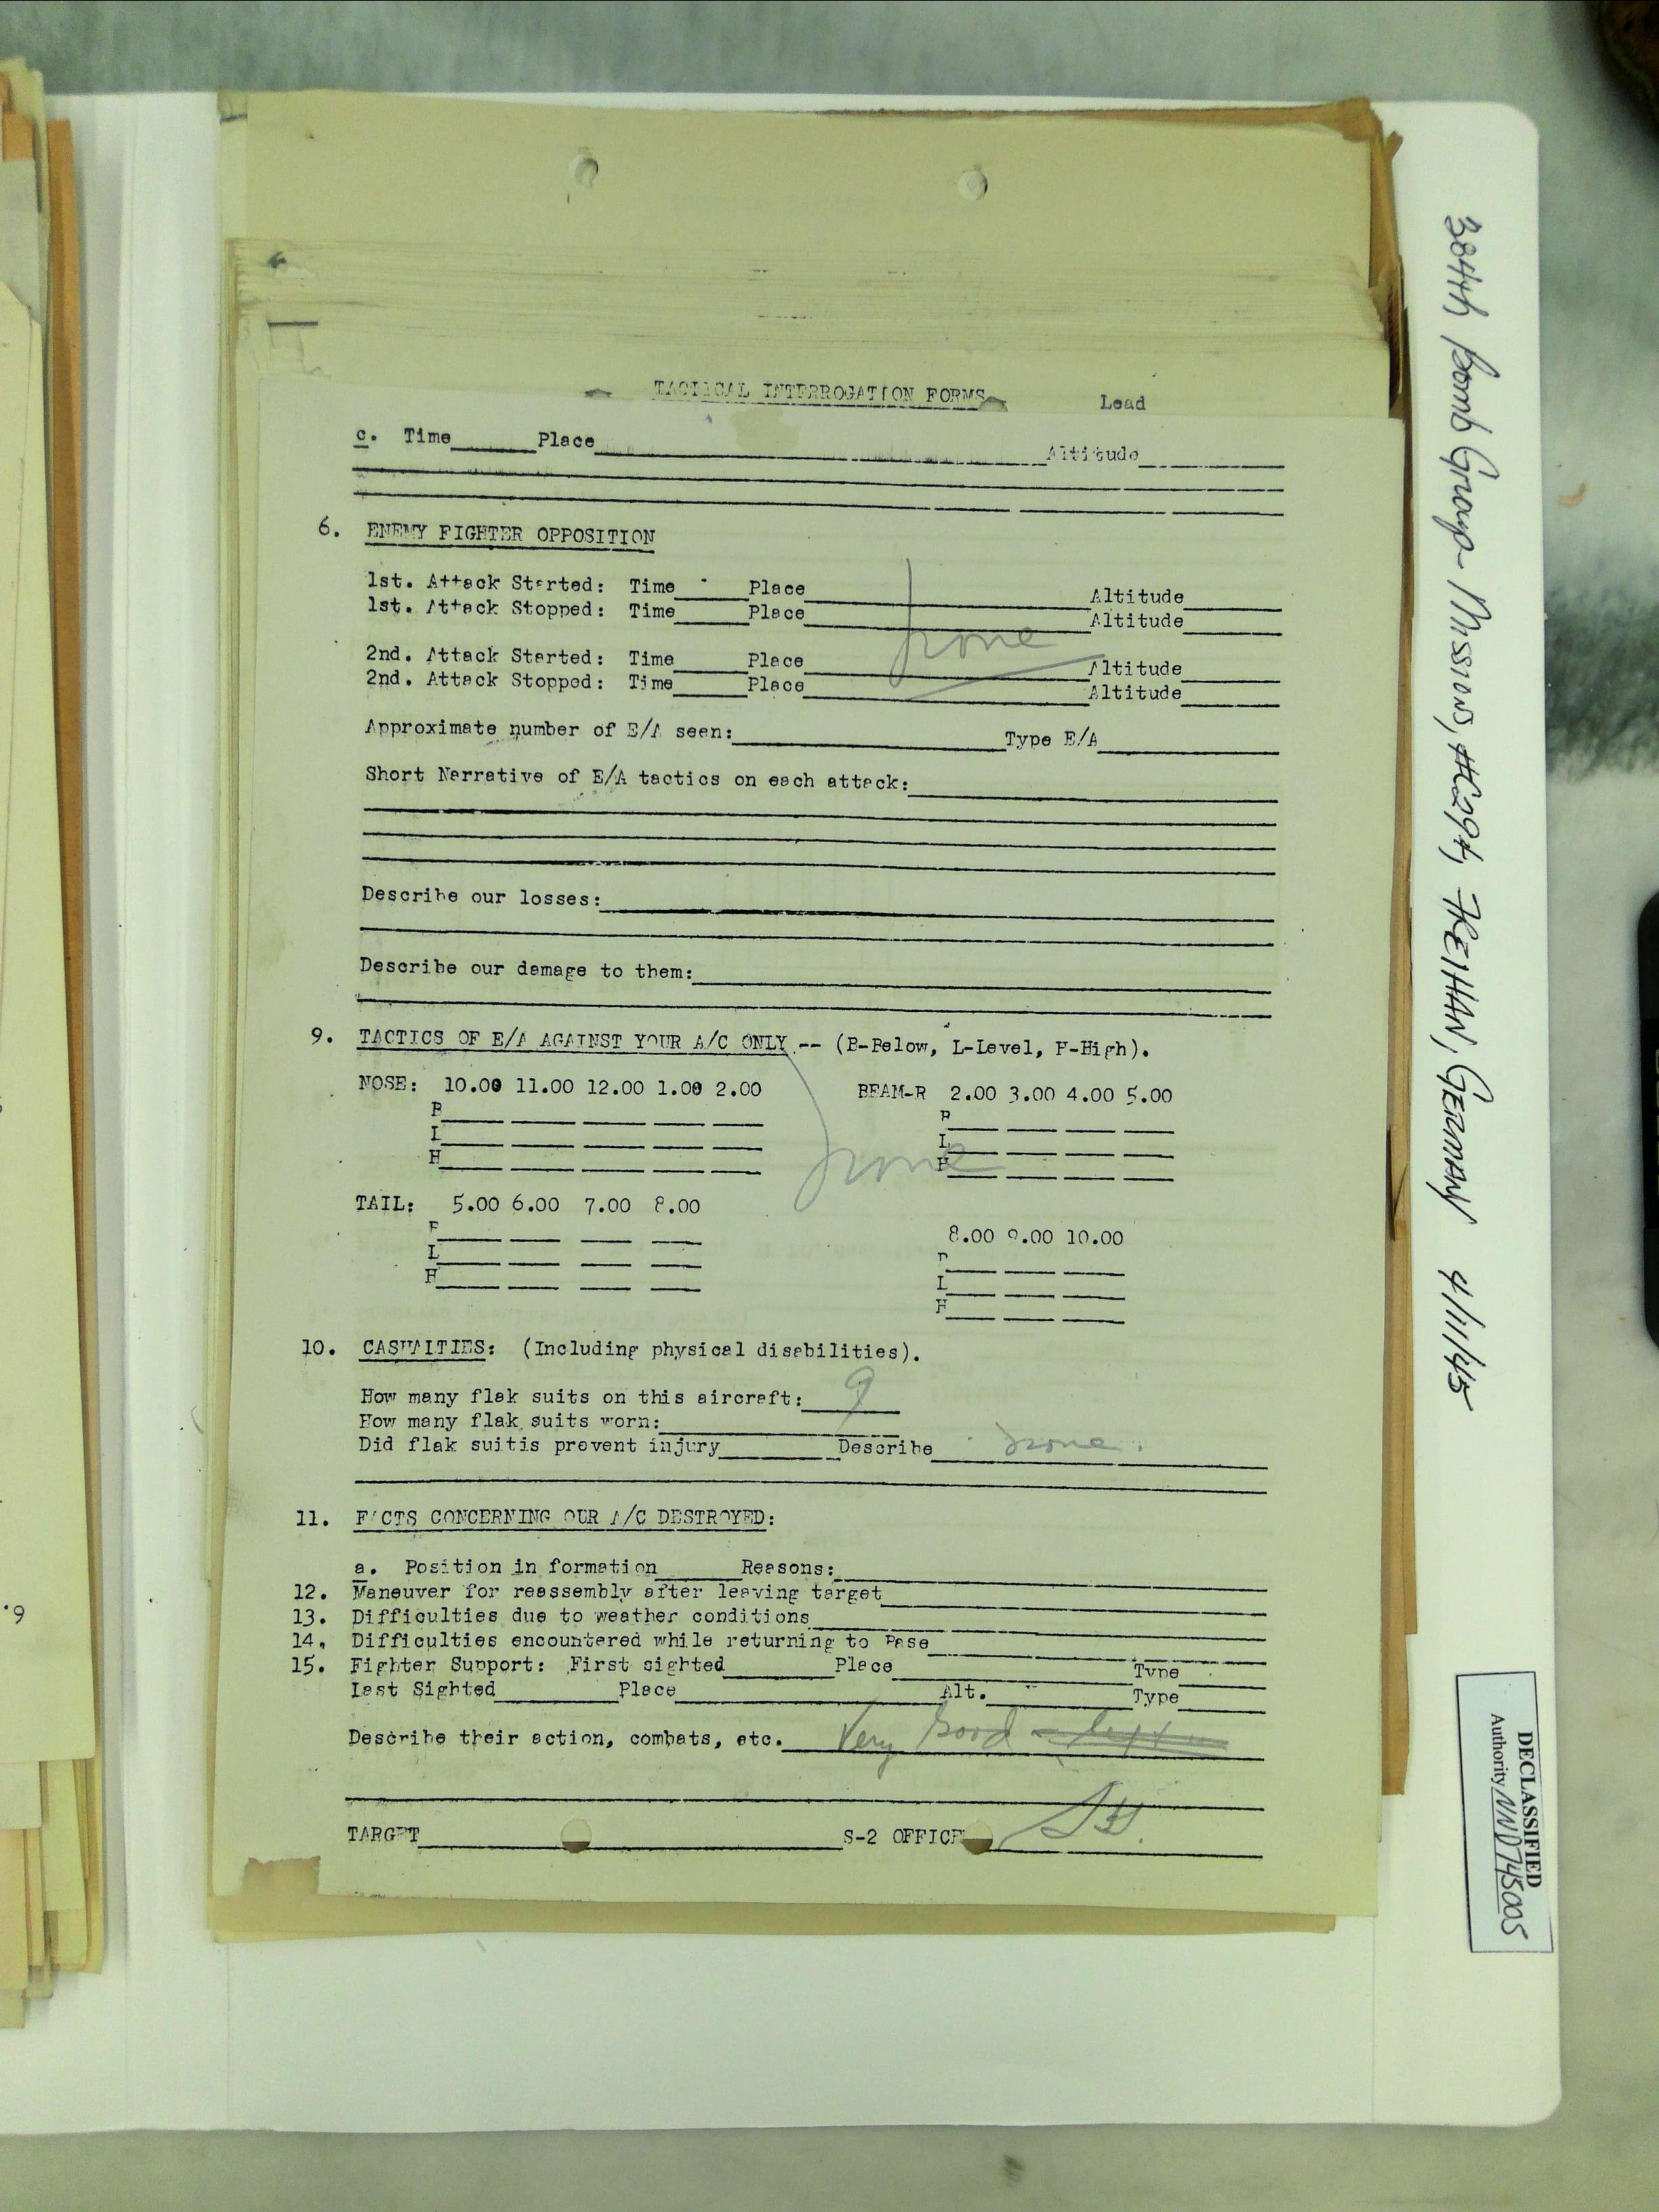 TACTICAL INTERROGATION FORMS
Lead
c. Time Place Altitude
6. ENEMY FIGHTER OPPOSITION
1st. Attack Started: Time Place Altitude
1st. Attack Stopped: Time Place Altitude
none
2nd. Attack Started: Time Place Altitude
2nd. Attack Stopped: Time Place Altitude
Approximate number of E/A seen: Type E/A
Short Narrative of E/A tactics on each attack:
Describe our losses:
Describe our damage to them:
9. TACTICS OF E/A AGAINST YOUR A/C ONLY -- (B-Below, L-Level, H-High).
NOSE: 10.00 11.00 12.00 1.00 2.00 BEAM-R 2.00 3.00 4.00 5.00
B B
L L
H H
none
TAIL: 5.00 6.00 7.00 8.00
8.00 9.00 10.00
B B
L L
H H
10. CASUALTIES: (Including physical disabilities).
How many flak suits on this aircraft: 9
How many flak suits worn:
Did flak suitis prevent injury Describe none.
11. FACTS CONCERNING OUR A/C DESTROYED:
a. Position in formation Reasons:
12. Maneuver for reassembly after leaving target
13. Difficulties due to weather conditions
14. Difficulties encountered while returning to Base
15. Fighter Support: First sighted Place Type
Last Sighted Place Alt. Type
Describe their action, combats, etc. Very Good
TARGET S-2 OFFICE
384th Bomb Group - Missions, #C294, FREIHAN, GERMANY 4/11/45
DECLASSIFIED
Authority NND745005
6.